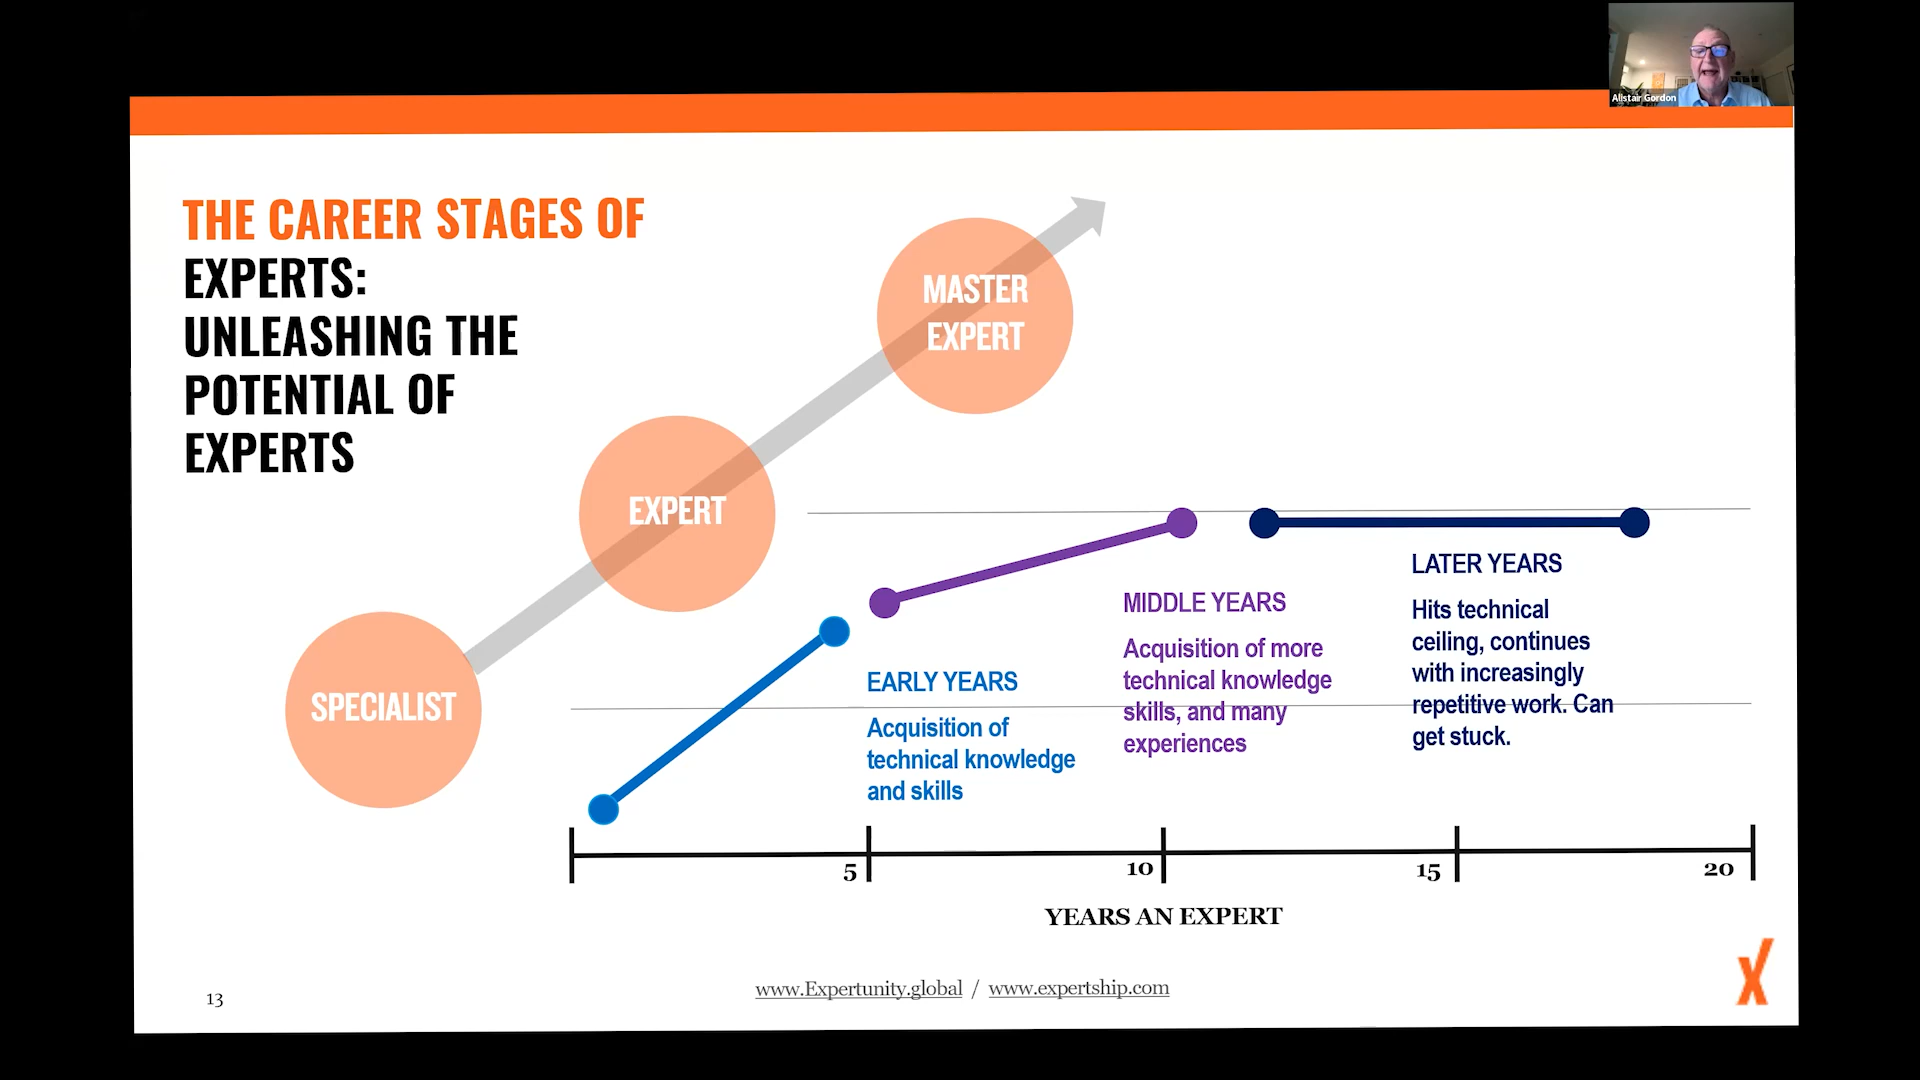 Alistair Gordon
THE CAREER STAGES OF
EXPERTS:
UNLEASHING THE
POTENTIAL OF
EXPERTS
MASTER
EXPERT
EXPERT
SPECIALIST
EARLY YEARS
Acquisition of
technical knowledge
and skills
MIDDLE YEARS
Acquisition of more
technical knowledge
skills, and many
experiences
LATER YEARS
Hits technical
ceiling, continues
with increasingly
repetitive work. Can
get stuck.
5 10 15 20
YEARS AN EXPERT
13
www.Expertunity.global / www.expertship.com